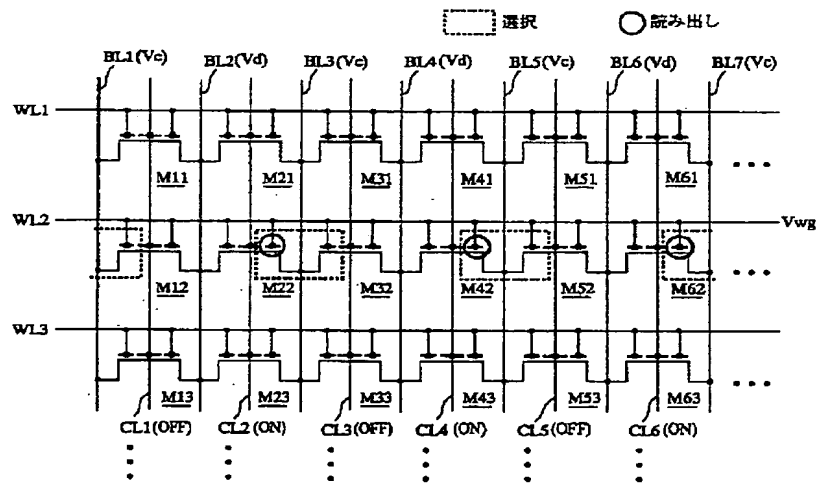 選択 読み出し
BL1(Vc) BL2(Vd) BL3(Vc) BL4(Vd) BL5(Vc) BL6(Vd) BL7(Vc)
WL1
M11 M21 M31 M41 M51 M61
WL2 Vwg
M12 M22 M32 M42 M52 M62
WL3
M13 M23 M33 M43 M53 M63
CL1(OFF) CL2(ON) CL3(OFF) CL4(ON) CL5(OFF) CL6(ON)